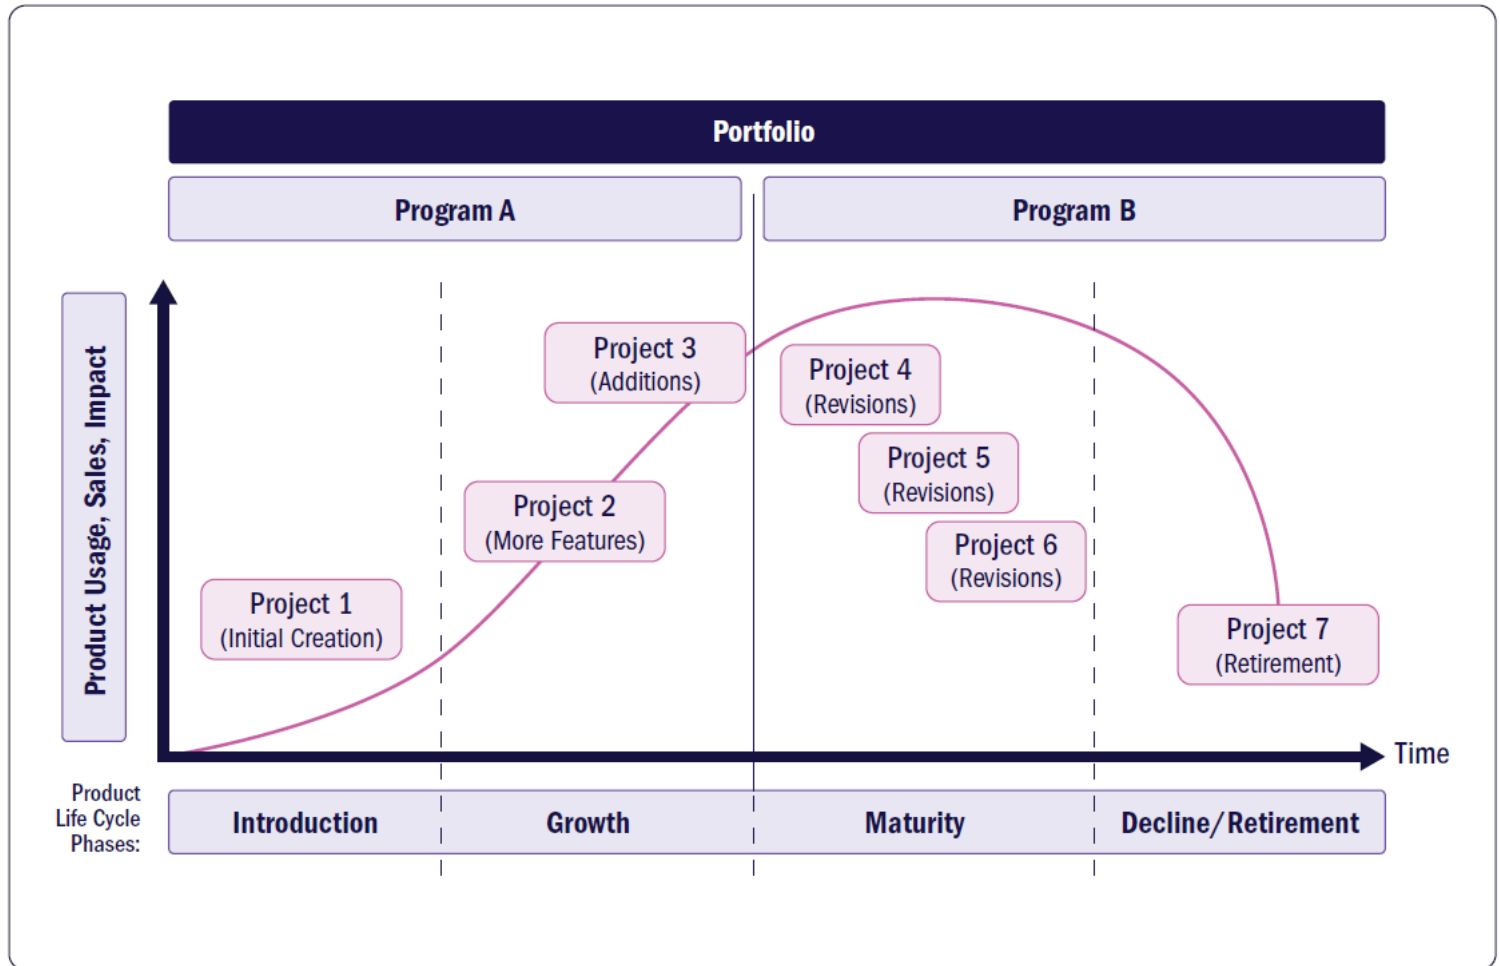 Portfolio
Program A
Program B
Product Usage, Sales, Impact
Project 1
(Initial Creation)
Project 2
(More Features)
Project 3
(Additions)
Project 4
(Revisions)
Project 5
(Revisions)
Project 6
(Revisions)
Project 7
(Retirement)
Time
Product
Life Cycle
Phases:
Introduction
Growth
Maturity
Decline/Retirement